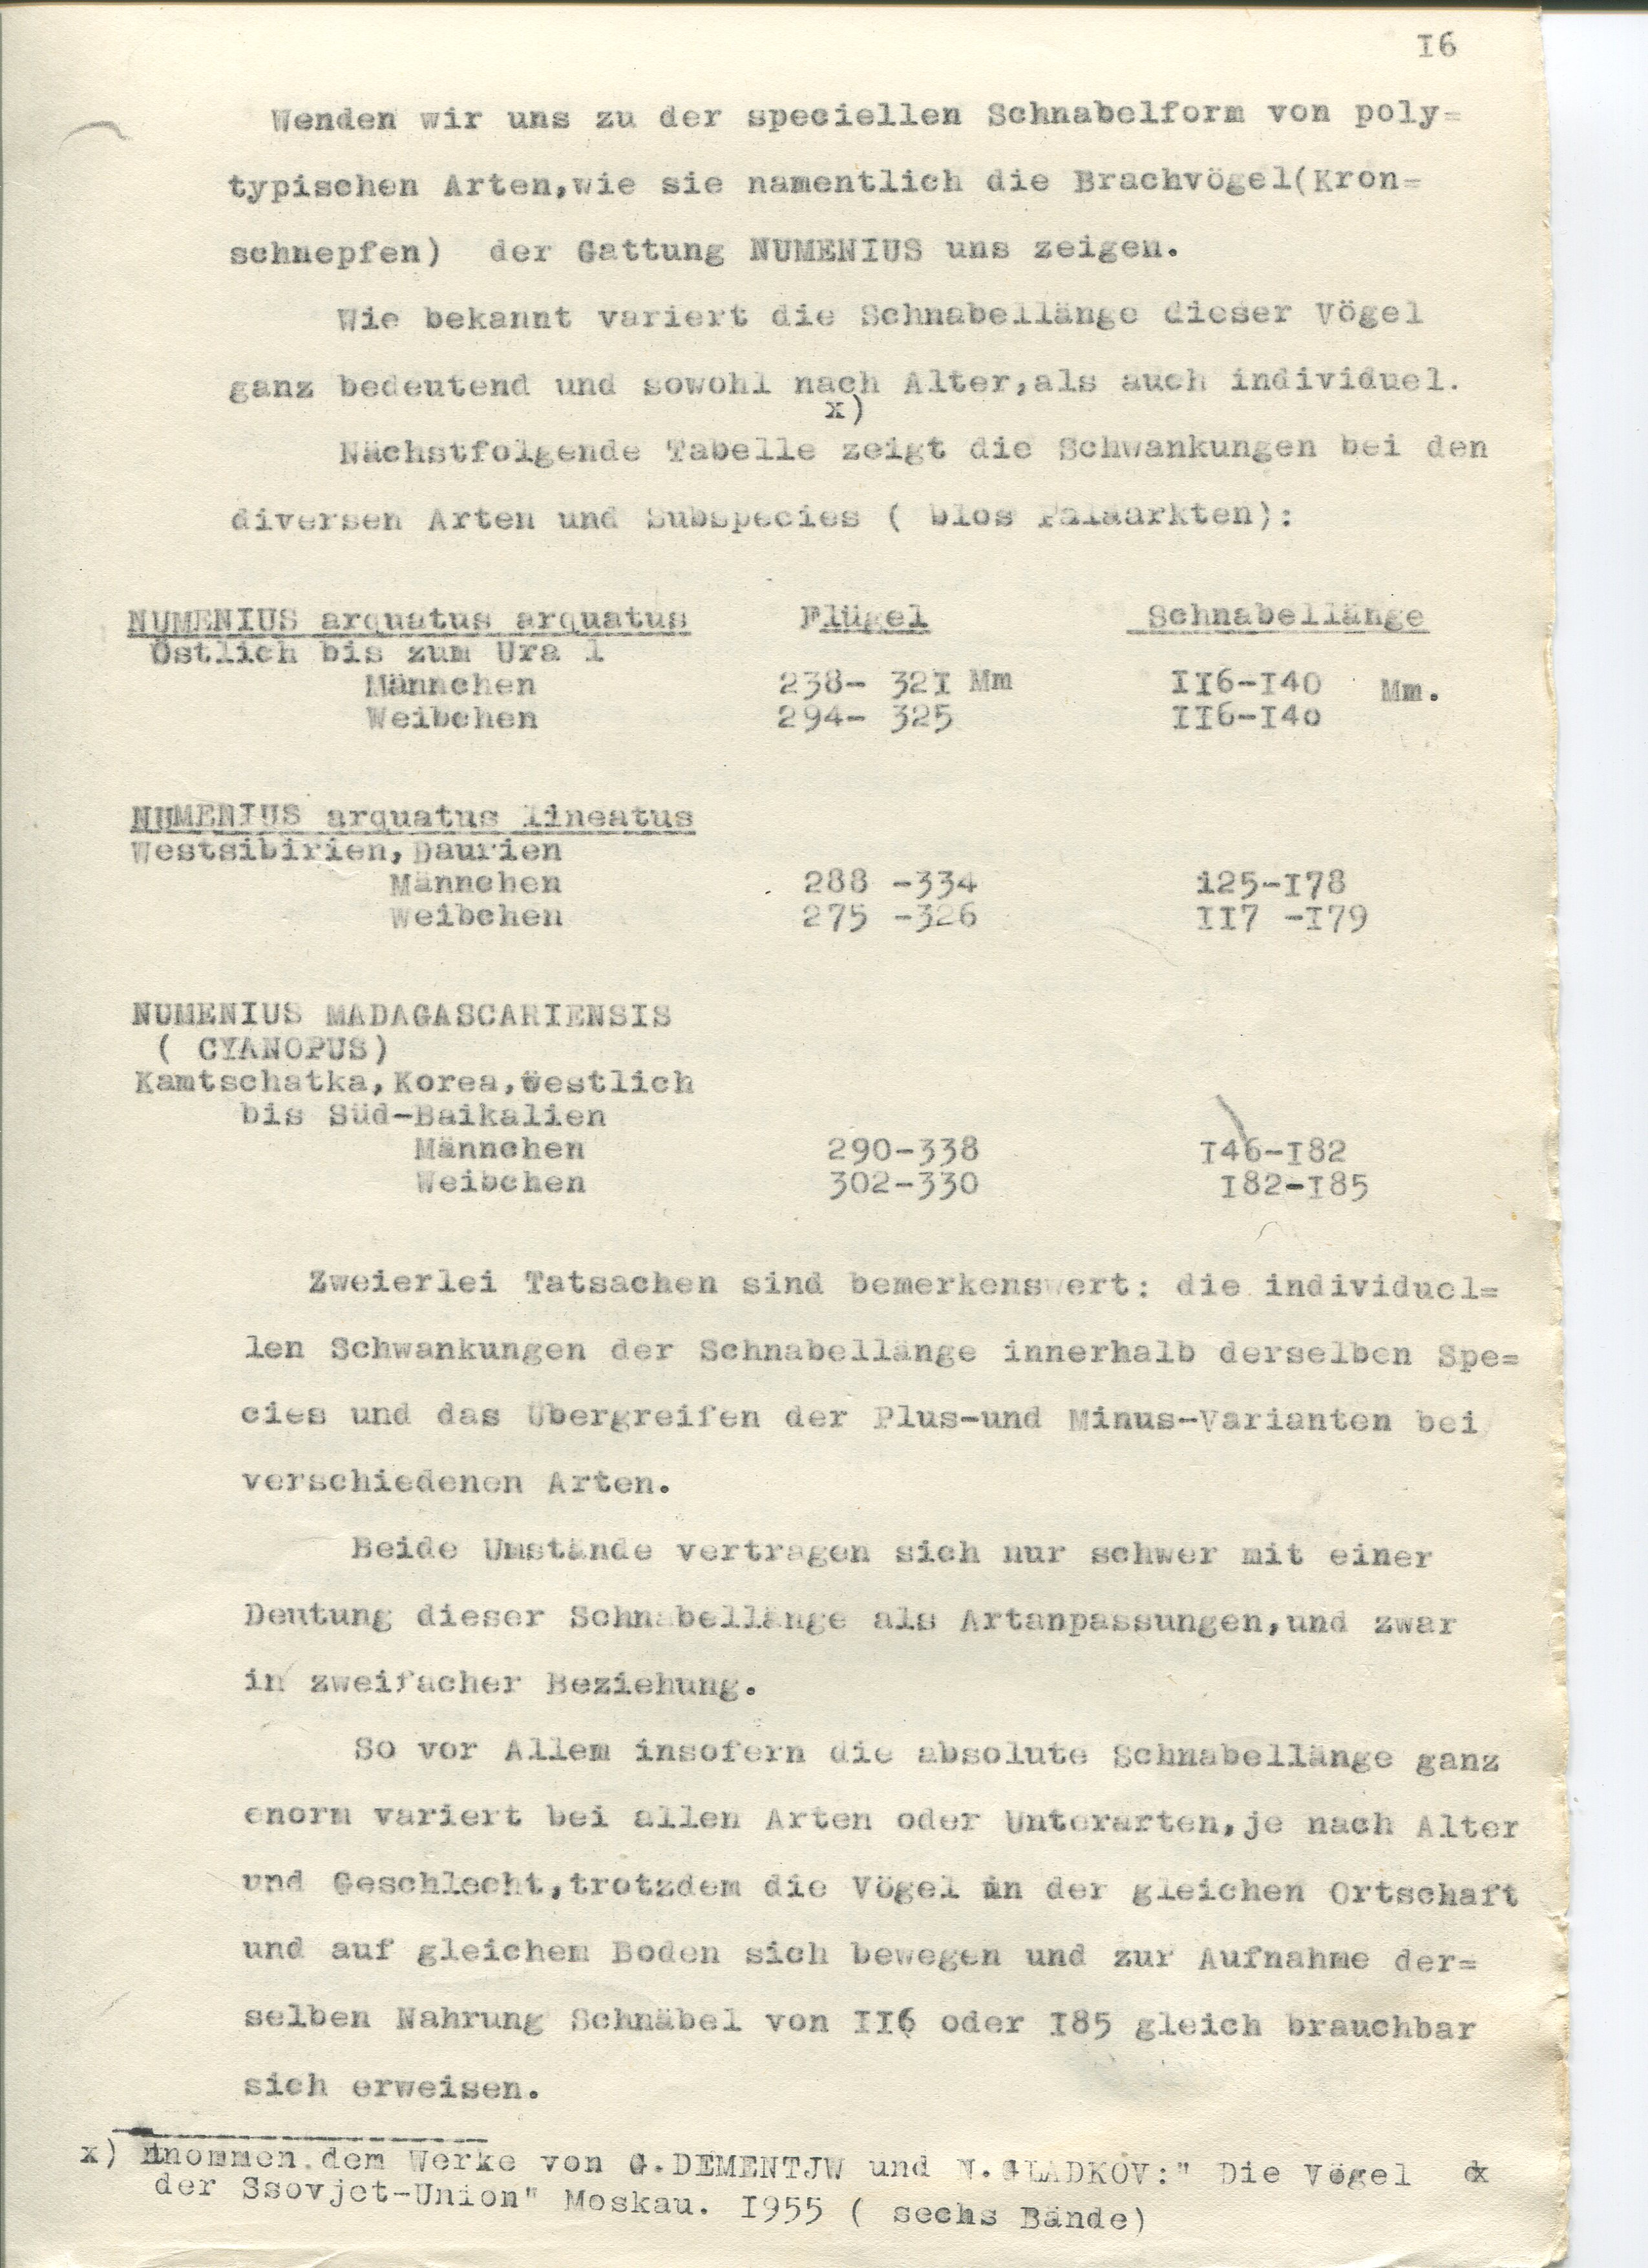 I6
Wenden wir uns zu der speciellen Schnabelform von poly=
typischen Arten,wie sie namentlich die Brachvögel(Kron=
schnepfen) der Gattung NUMENIUS uns zeigen.
Wie bekannt variert die Schnabellänge dieser Vögel
ganz bedeutend und sowohl nach Alter,als auch individuel.
x)
Nächstfolgende Tabelle zeigt die Schwankungen bei den
diversen Arten und Subspecies ( blos Paläarkten):
NUMENIUS arquatus arquatus Flügel Schnabellänge
Östlich bis zum Ura l
Männchen 238- 32I Mm II6-I40 Mm.
Weibchen 294- 325 II6-I4o
NUMENIUS arquatus lineatus
Westsibirien,Daurien
Männchen 288 -334 i25-I78
Weibchen 275 -326 II7 -I79
NUMENIUS MADAGASCARIENSIS
( CYANOPUS)
Kamtschatka,Korea,westlich
bis Süd-Baikalien
Männchen 290-338 I46-I82
Weibchen 302-330 I82-I85
Zweierlei Tatsachen sind bemerkenswert: die individuel=
len Schwankungen der Schnabellänge innerhalb derselben Spe=
cies und das Übergreifen der Plus-und Minus-Varianten bei
verschiedenen Arten.
Beide Umstände vertragen sich nur schwer mit einer
Deutung dieser Schnabellänge als Artanpassungen,und zwar
in zweifacher Beziehung.
So vor Allem insofern die absolute Schnabellänge ganz
enorm variert bei allen Arten oder Unterarten,je nach Alter
und Geschlecht,trotzdem die Vögel in der gleichen Ortschaft
und auf gleichem Boden sich bewegen und zur Aufnahme der=
selben Nahrung Schnäbel von II6 oder I85 gleich brauchbar
sich erweisen.
x) dem Werke von G.DEMENTJW und N.GLADKOV:" Die Vögel
der Ssovjet-Union" Moskau. I955 ( sechs Bände)